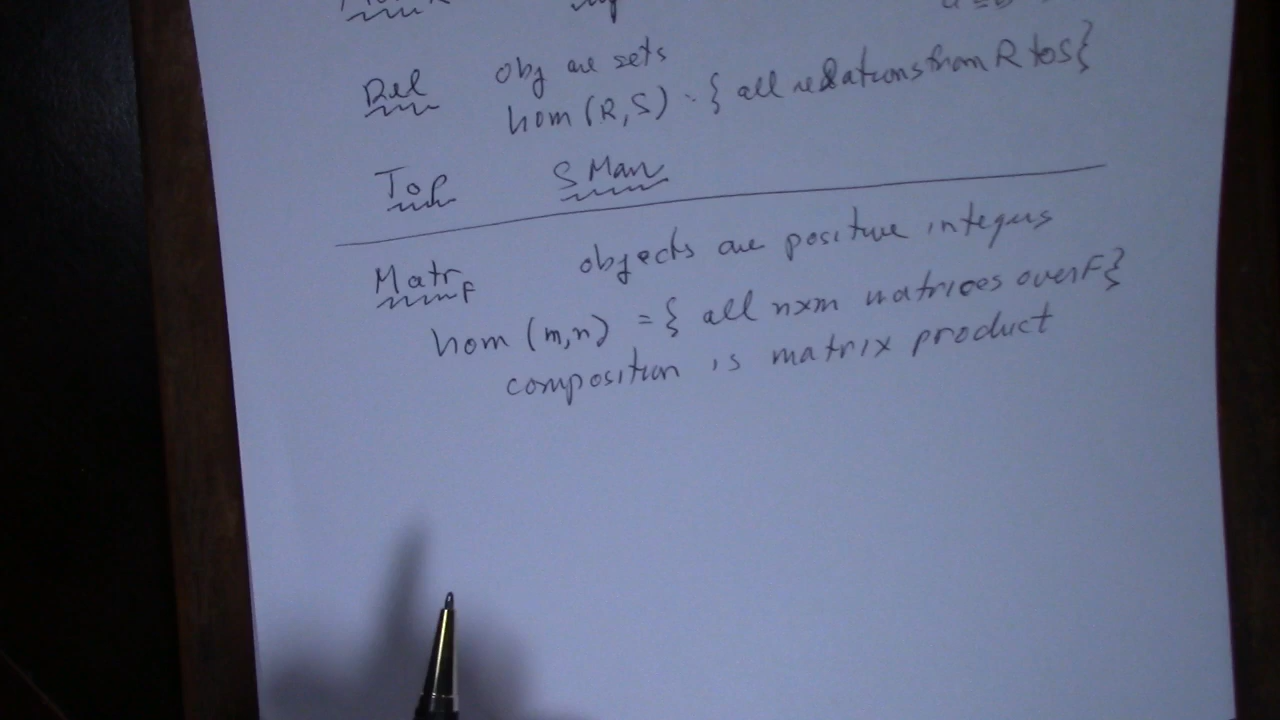 Rel obj are sets
hom (R, S) = { all relations from R to S}
Top SMan
Matr_F objects are positive integers
hom (m,n) = { all nxm matrices over F}
composition is matrix product